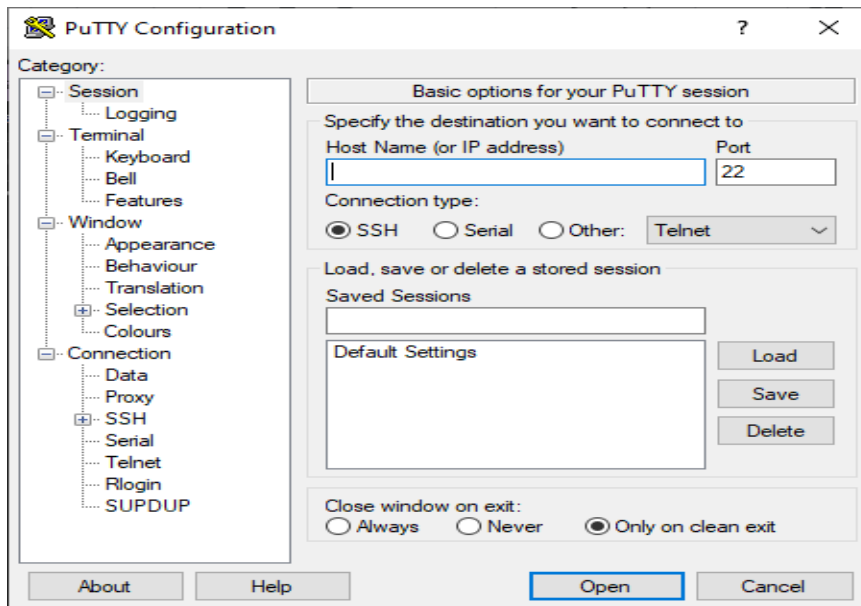 PuTTY Configuration
?
Category:
Session
Logging
Terminal
Keyboard
Bell
Features
Window
Appearance
Behaviour
Translation
Selection
Colours
Connection
Data
Proxy
SSH
Serial
Telnet
Rlogin
SUPDUP
Basic options for your PuTTY session
Specify the destination you want to connect to
Host Name (or IP address) Port
22
Connection type:
SSH Serial Other: Telnet
Load, save or delete a stored session
Saved Sessions
Default Settings
Load
Save
Delete
Close window on exit:
Always Never Only on clean exit
About Help Open Cancel